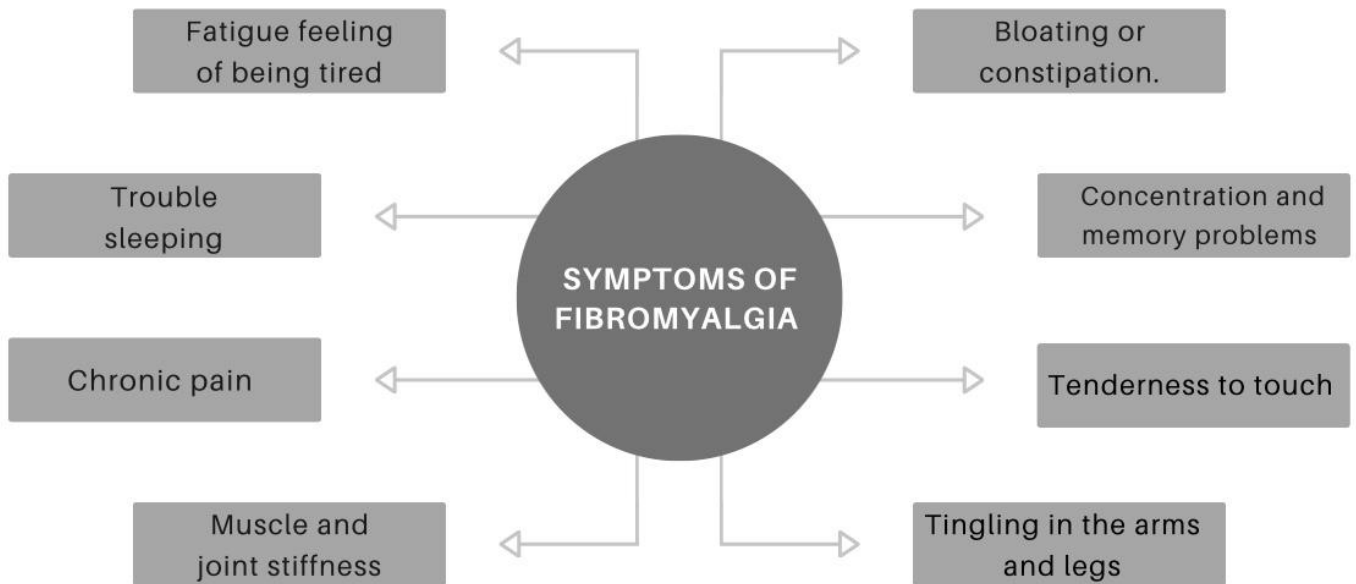 Fatigue feeling
of being tired
Bloating or
constipation.
Trouble
sleeping
Concentration and
memory problems
SYMPTOMS OF
FIBROMYALGIA
Chronic pain
Tenderness to touch
Muscle and
joint stiffness
Tingling in the arms
and legs